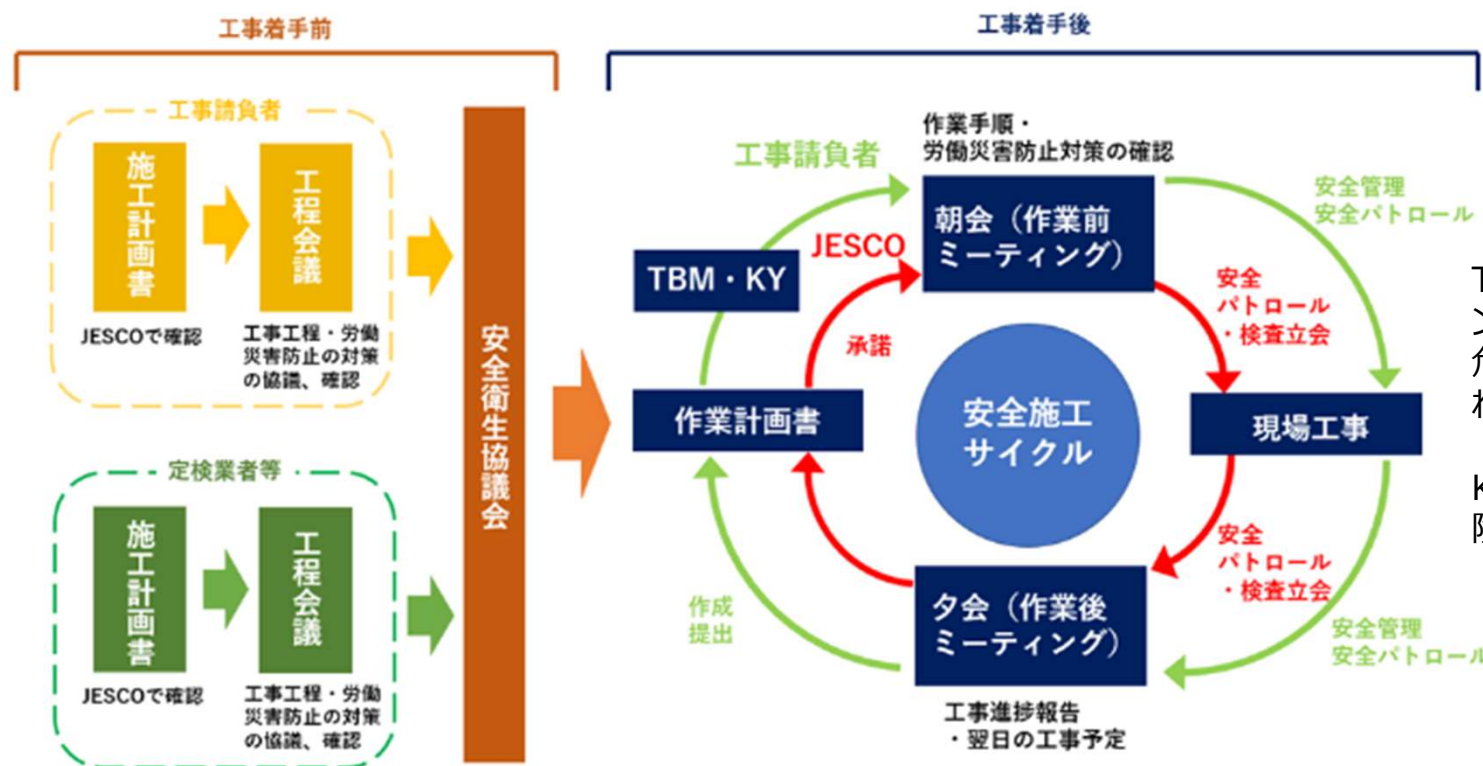 工事着手前
工事請負者
施工計画書
JESCOで確認
工程会議
工事工程・労働
災害防止の対策
の協議、確認
定検業者等
施工計画書
JESCOで確認
工程会議
工事工程・労働
災害防止の対策
の協議、確認
安全衛生協議会
工事着手後
作業手順・
労働災害防止対策の確認
工事請負者
朝会（作業前
ミーティング）
安全管理
安全パトロール
JESCO
TBM・KY
安全
パトロール
・検査立会
承諾
作業計画書
安全施工
サイクル
現場工事
安全
パトロール
・検査立会
作成
提出
夕会（作業後
ミーティング）
安全管理
安全パトロール
工事進捗報告
・翌日の工事予定